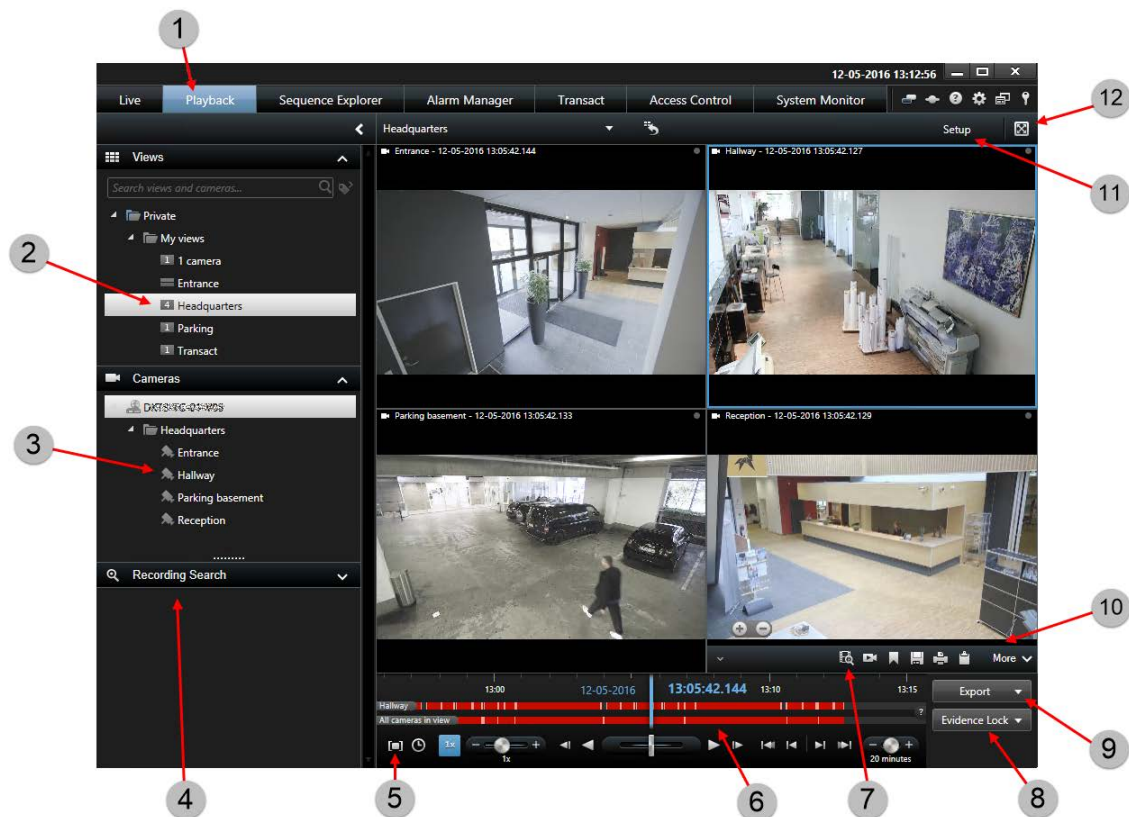 1
12-05-2016 13:12:56
Live Playback Sequence Explorer Alarm Manager Transact Access Control System Monitor
12
Headquarters Setup
11
Views
Search views and cameras...
Private
My views
2
1 1 camera
Entrance
4 Headquarters
1 Parking
1 Transact
Cameras
3
Headquarters
Entrance
Hallway
Parking basement
Reception
Recording Search
4
Entrance - 12-05-2016 13:05:42.144
Hallway - 12-05-2016 13:05:42.127
Parking basement - 12-05-2016 13:05:42.133
Reception - 12-05-2016 13:05:42.129
10
More
13:00 12-05-2016 13:05:42.144 13:10 13:15
Hallway
All cameras in view
?
Export
Evidence Lock
1x
1x
20 minutes
5
6
7
8
9